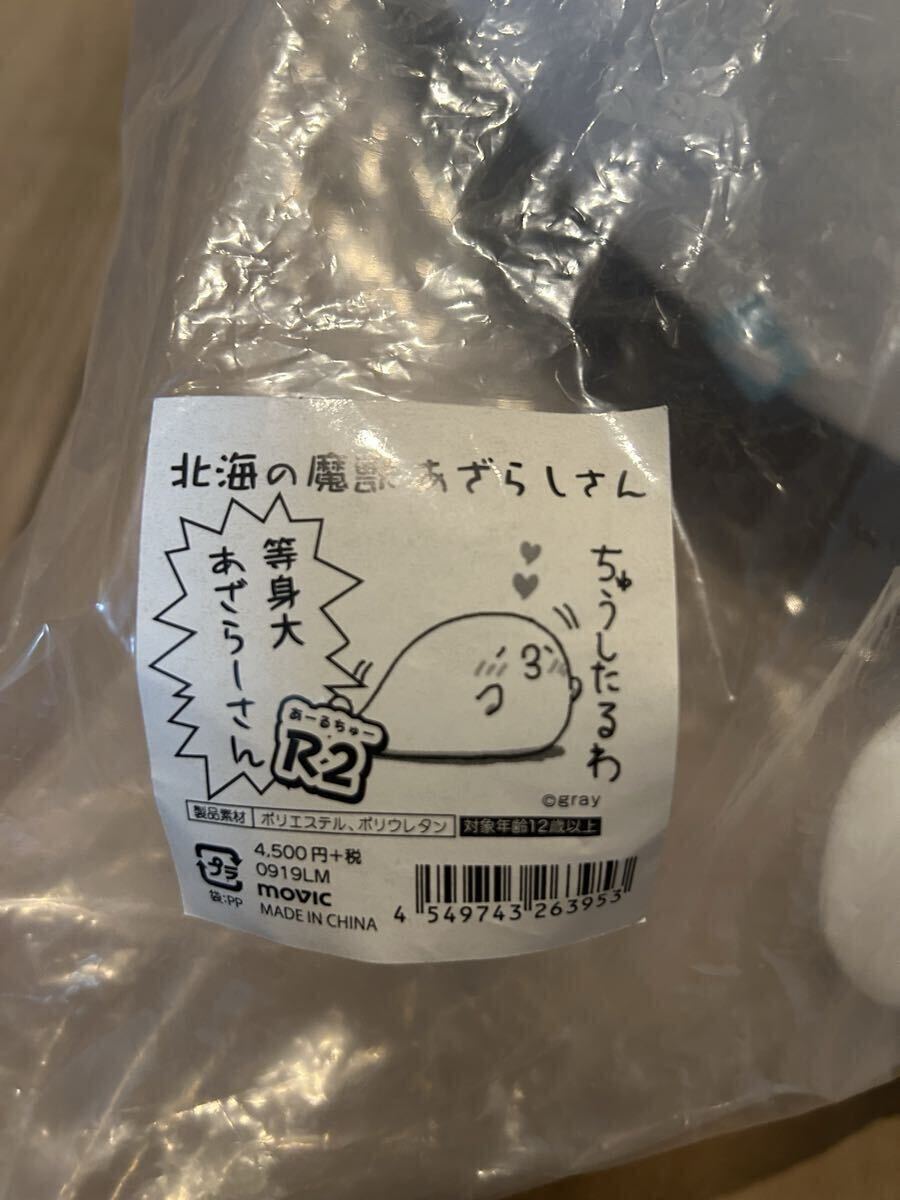 北海の魔獣あざらしさん
等身大
あざらーさん
あーるちゅー
R・2
ちゅうしたるわ
©gray
製品素材 ポリエステル、ポリウレタン 対象年齢12歳以上
プラ
袋:PP
4,500円+税
0919LM
movic
MADE IN CHINA
4 549743 263953